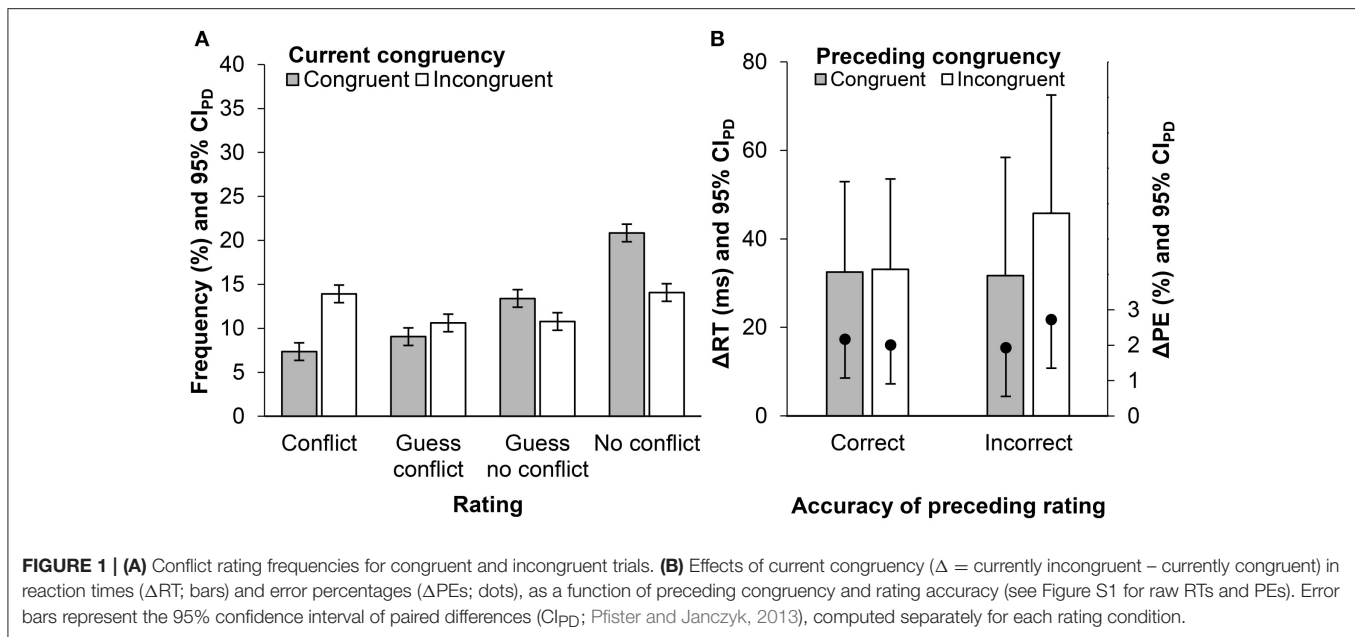 A
Current congruency
Congruent Incongruent
Frequency (%) and 95% CIPD
40
35
30
25
20
15
10
5
0
Conflict
Guess conflict
Guess no conflict
No conflict
Rating
B
Preceding congruency
Congruent Incongruent
ΔRT (ms) and 95% CIPD
80
60
40
20
0
ΔPE (%) and 95% CIPD
3
2
1
0
Correct
Incorrect
Accuracy of preceding rating
FIGURE 1 | (A) Conflict rating frequencies for congruent and incongruent trials. (B) Effects of current congruency (Δ = currently incongruent – currently congruent) in
reaction times (ΔRT; bars) and error percentages (ΔPEs; dots), as a function of preceding congruency and rating accuracy (see Figure S1 for raw RTs and PEs). Error
bars represent the 95% confidence interval of paired differences (CIPD; Pfister and Janczyk, 2013), computed separately for each rating condition.